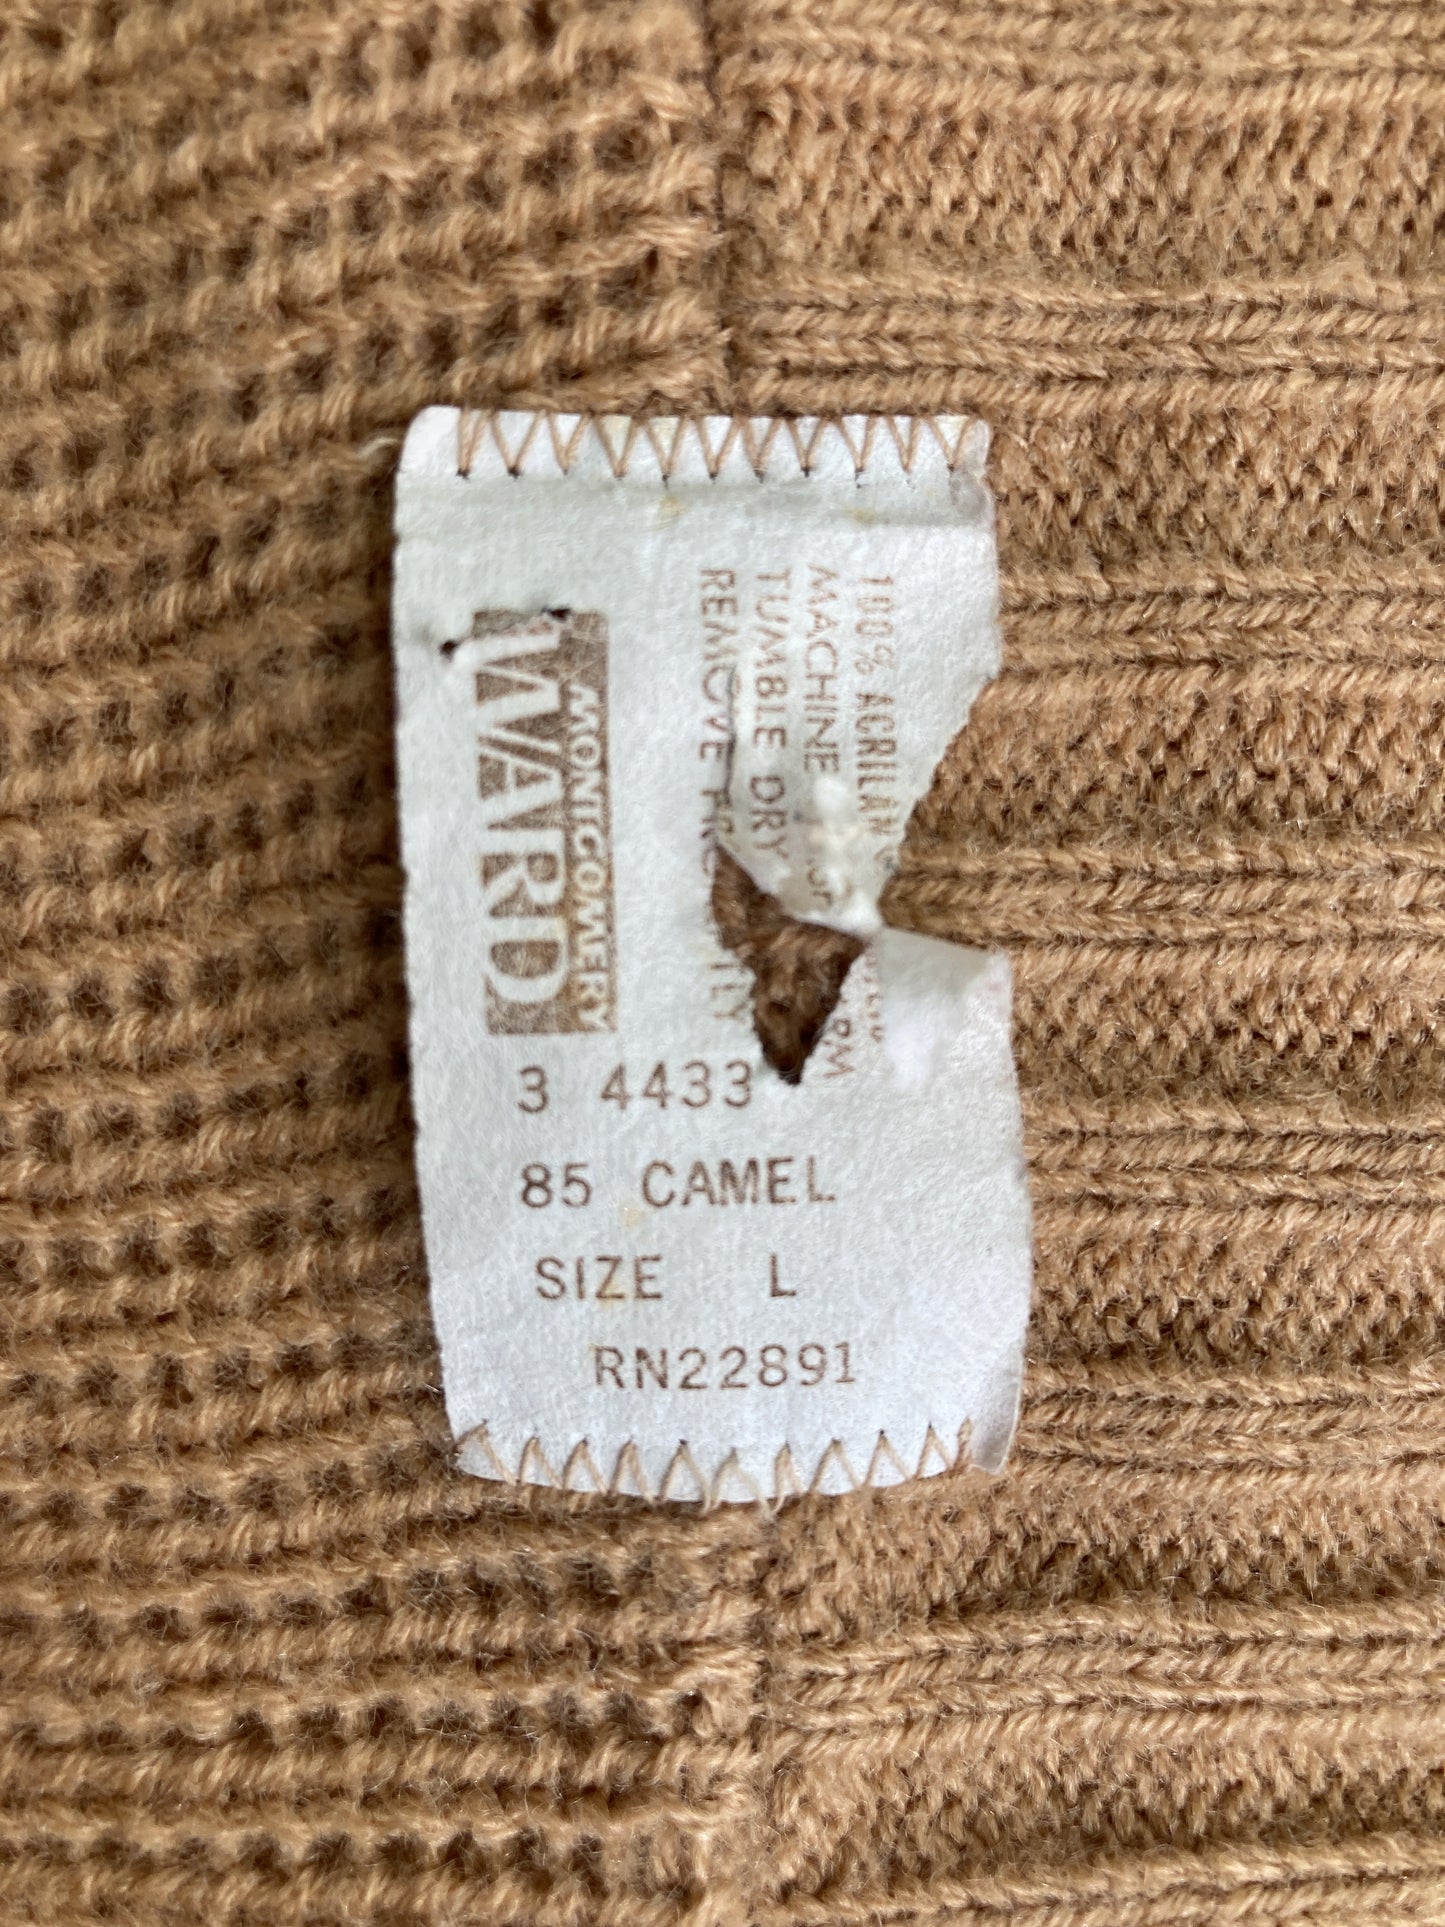 MONTGOMERY
WARD
100% ACRILAN
MACHINE
TUMBLE DRY
REMOVE
3 4433
85 CAMEL
SIZE L
RN22891